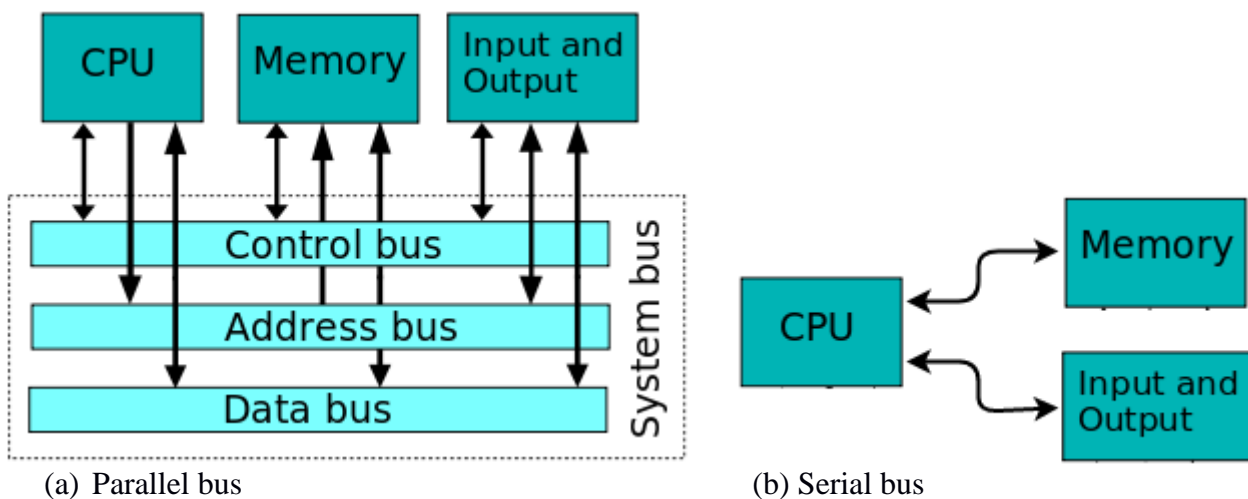 CPU
Memory
Input and
Output
Control bus
Address bus
Data bus
System bus
(a) Parallel bus
CPU
Memory
Input and
Output
(b) Serial bus